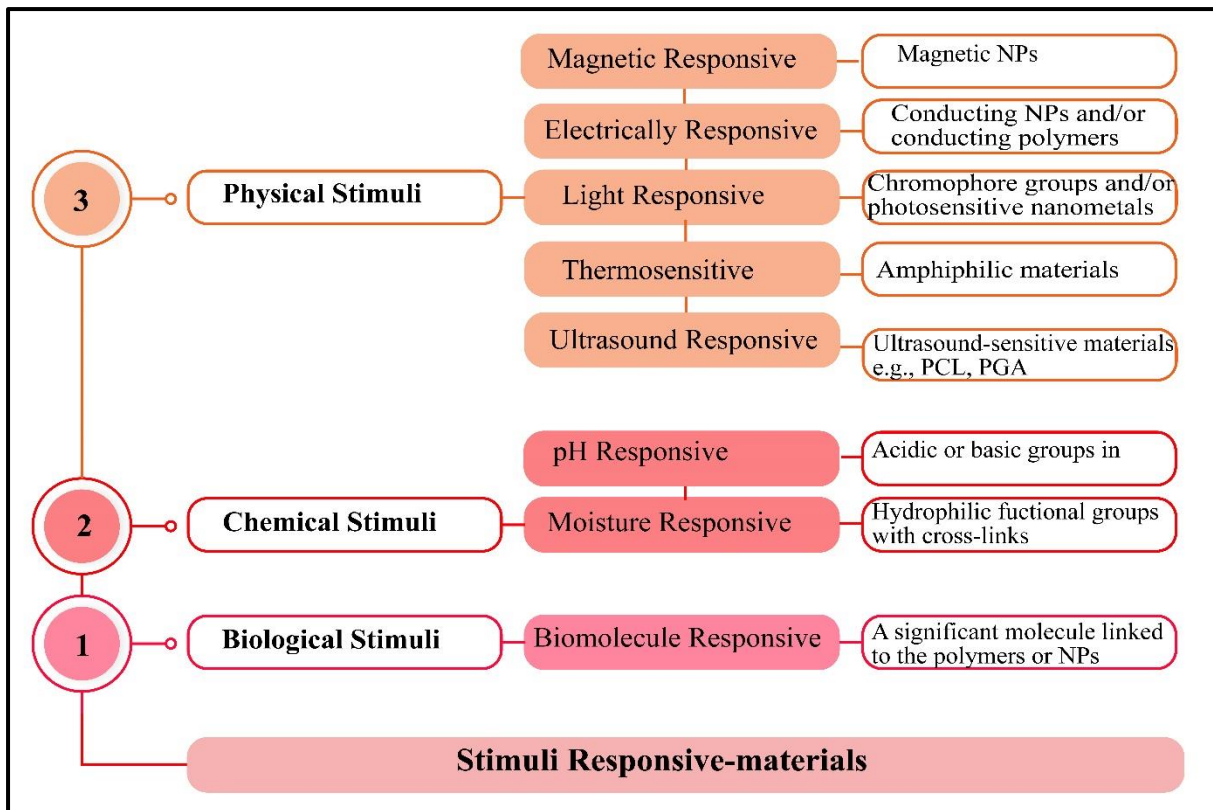 Magnetic Responsive
Magnetic NPs
Electrically Responsive
Conducting NPs and/or
conducting polymers
3
Physical Stimuli
Light Responsive
Chromophore groups and/or
photosensitive nanometals
Thermosensitive
Amphiphilic materials
Ultrasound Responsive
Ultrasound-sensitive materials
e.g., PCL, PGA
pH Responsive
Acidic or basic groups in
2
Chemical Stimuli
Moisture Responsive
Hydrophilic fuctional groups
with cross-links
1
Biological Stimuli
Biomolecule Responsive
A significant molecule linked
to the polymers or NPs
Stimuli Responsive-materials